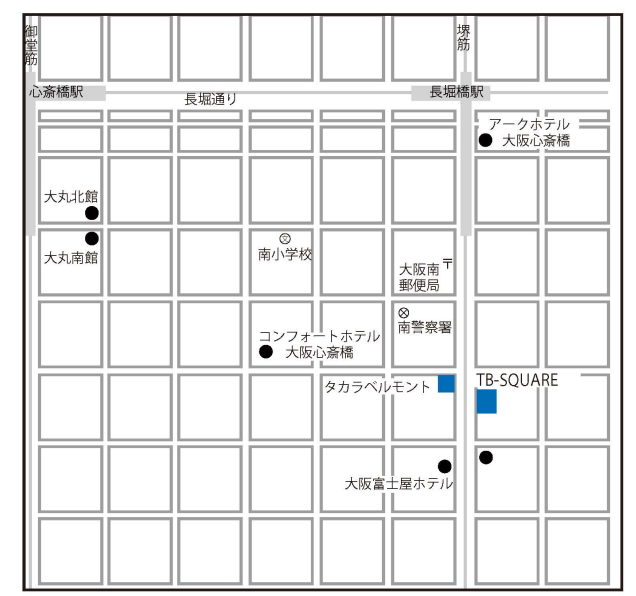 御堂筋
堺筋
心斎橋駅
長堀橋駅
長堀通り
アークホテル
大阪心斎橋
大丸北館
大丸南館
南小学校
大阪南〒
郵便局
南警察署
コンフォートホテル
大阪心斎橋
タカラベルモント
TB-SQUARE
大阪富士屋ホテル